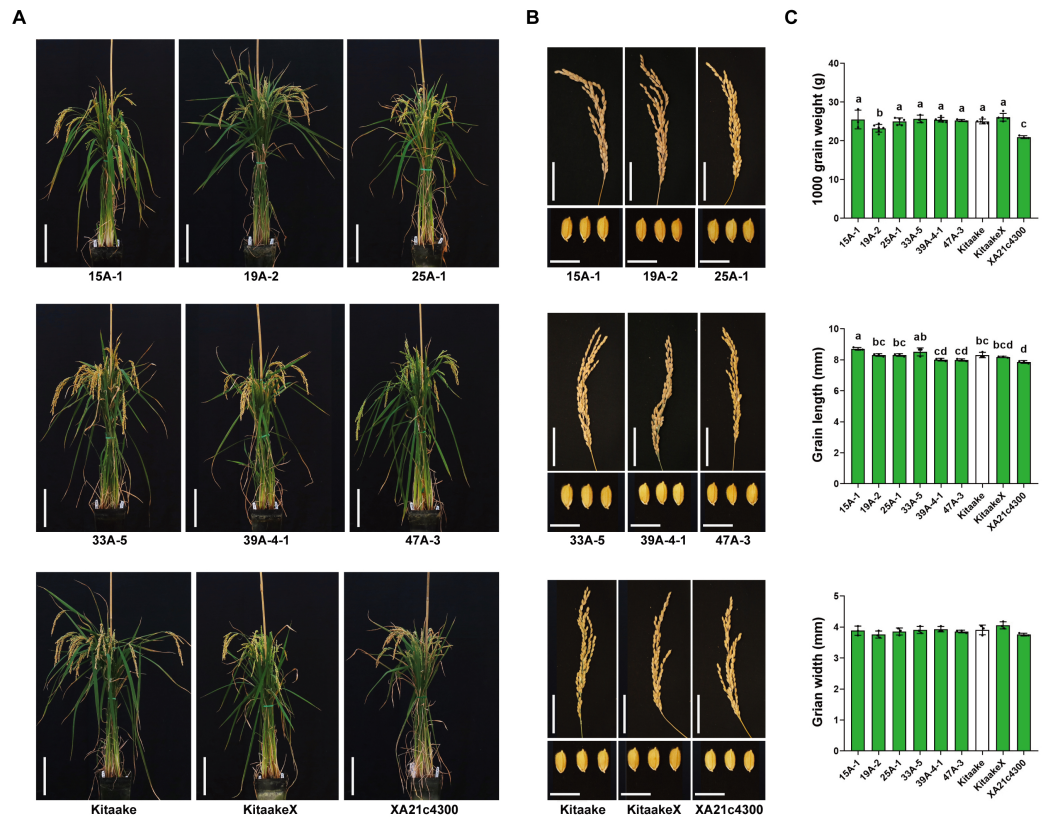 A
B
C
15A-1 19A-2 25A-1
33A-5 39A-4-1 47A-3
Kitaake KitaakeX XA21c4300
15A-1 19A-2 25A-1
33A-5 39A-4-1 47A-3
Kitaake KitaakeX XA21c4300
1000 grain weight (g)
40
30
20
10
0
a b a a a a a a c
15A-1 19A-2 25A-1 33A-5 39A-4-1 47A-3 Kitaake KitaakeX XA21c4300
Grain length (mm)
10
8
6
4
2
0
a bc bc ab cd cd bc bcd d
15A-1 19A-2 25A-1 33A-5 39A-4-1 47A-3 Kitaake KitaakeX XA21c4300
Grian width (mm)
5
4
3
2
1
0
15A-1 19A-2 25A-1 33A-5 39A-4-1 47A-3 Kitaake KitaakeX XA21c4300